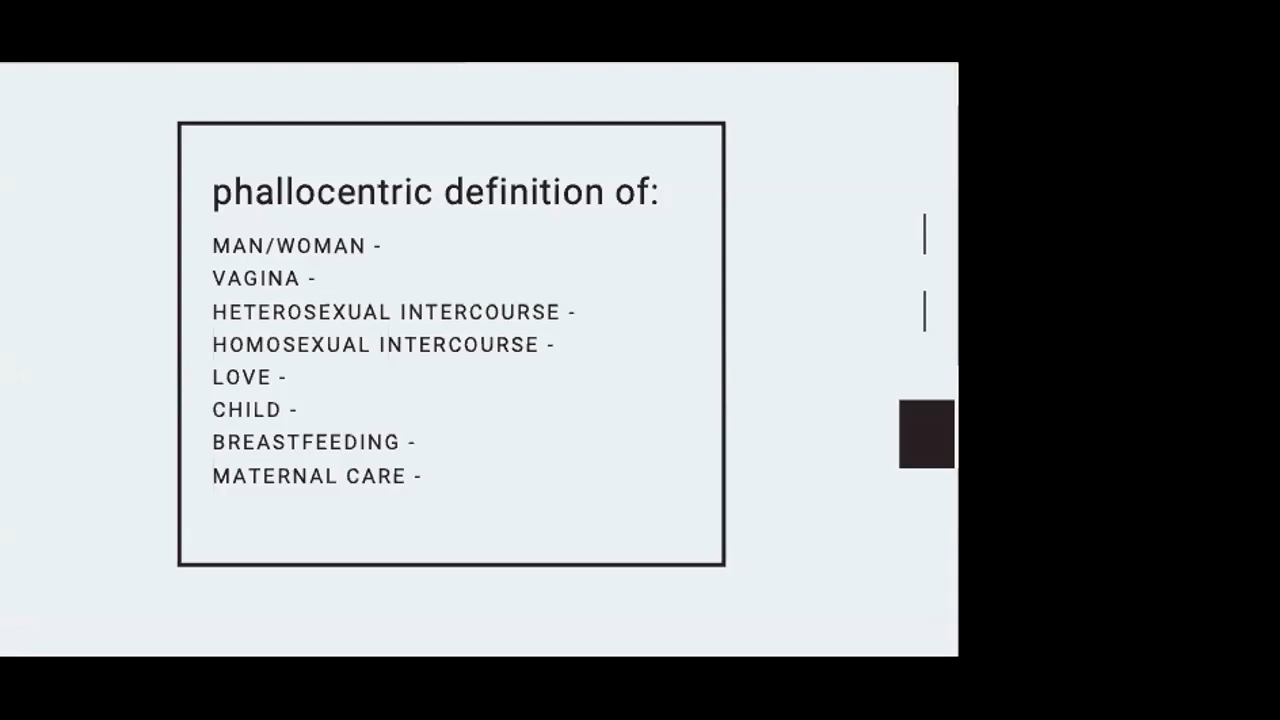 phallocentric definition of:
MAN/WOMAN -
VAGINA -
HETEROSEXUAL INTERCOURSE -
HOMOSEXUAL INTERCOURSE -
LOVE -
CHILD -
BREASTFEEDING -
MATERNAL CARE -